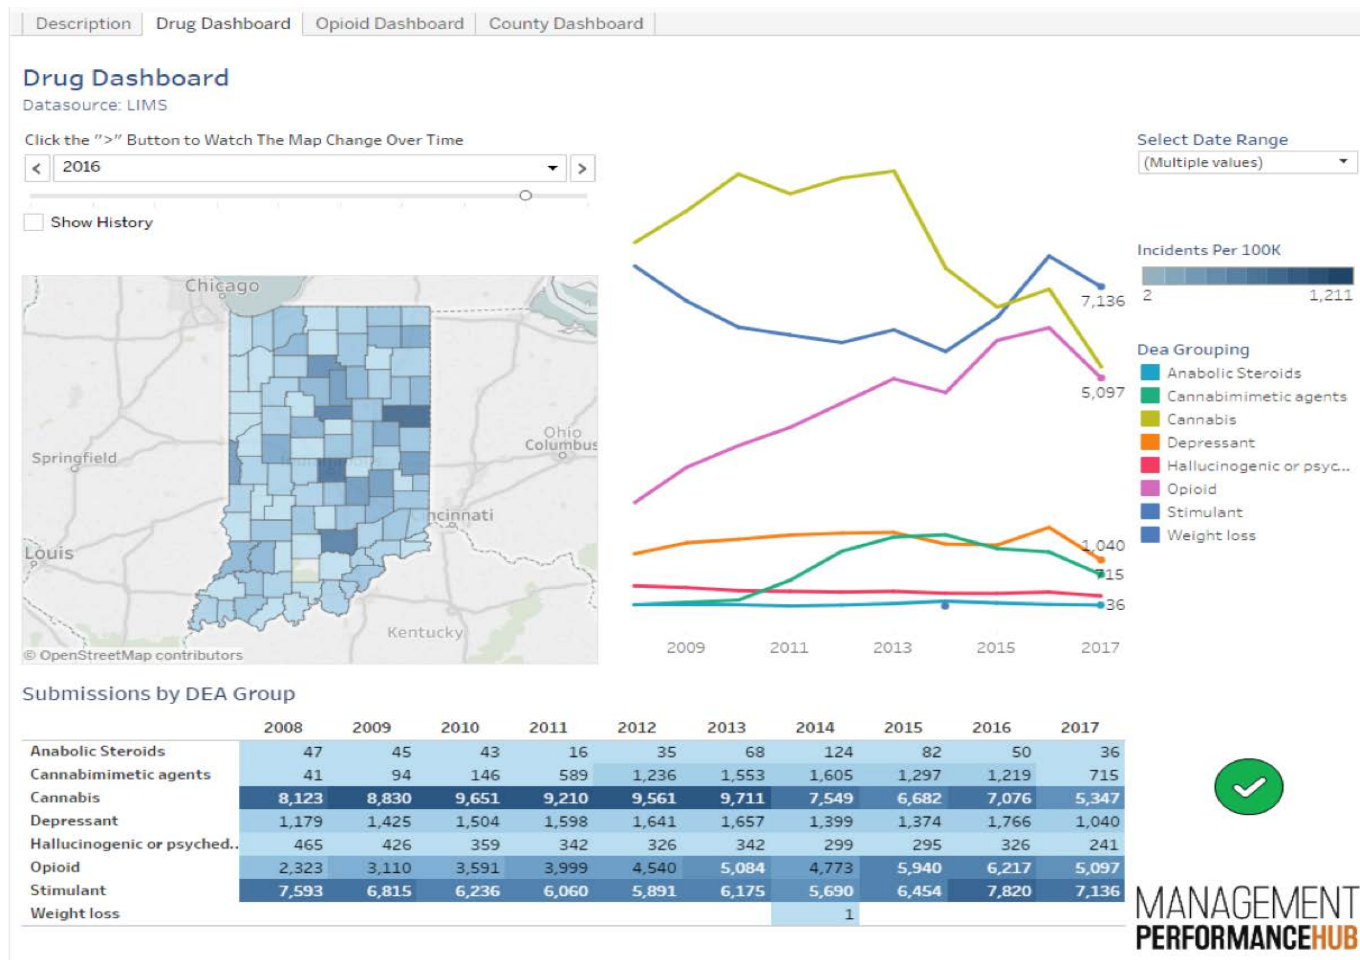 Description Drug Dashboard Opioid Dashboard County Dashboard
Drug Dashboard
Datasource: LIMS
Click the ">" Button to Watch The Map Change Over Time
< 2016 >
Show History
Select Date Range
(Multiple values)
Incidents Per 100K
2 1,211
Dea Grouping
Anabolic Steroids
Cannabimimetic agents
Cannabis
Depressant
Hallucinogenic or psyc...
Opioid
Stimulant
Weight loss
Chicago
Springfield
Ohio
Columbus
Cincinnati
Louis
Kentucky
© OpenStreetMap contributors
7,136
5,097
1,040
715
36
2009 2011 2013 2015 2017
Submissions by DEA Group
2008 2009 2010 2011 2012 2013 2014 2015 2016 2017
Anabolic Steroids 47 45 43 16 35 68 124 82 50 36
Cannabimimetic agents 41 94 146 589 1,236 1,553 1,605 1,297 1,219 715
Cannabis 8,123 8,830 9,651 9,210 9,561 9,711 7,549 6,682 7,076 5,347
Depressant 1,179 1,425 1,504 1,598 1,641 1,657 1,399 1,374 1,766 1,040
Hallucinogenic or psyched.. 465 426 359 342 326 342 299 295 326 241
Opioid 2,323 3,110 3,591 3,999 4,540 5,084 4,773 5,940 6,217 5,097
Stimulant 7,593 6,815 6,236 6,060 5,891 6,175 5,690 6,454 7,820 7,136
Weight loss 1
MANAGEMENT
PERFORMANCEHUB